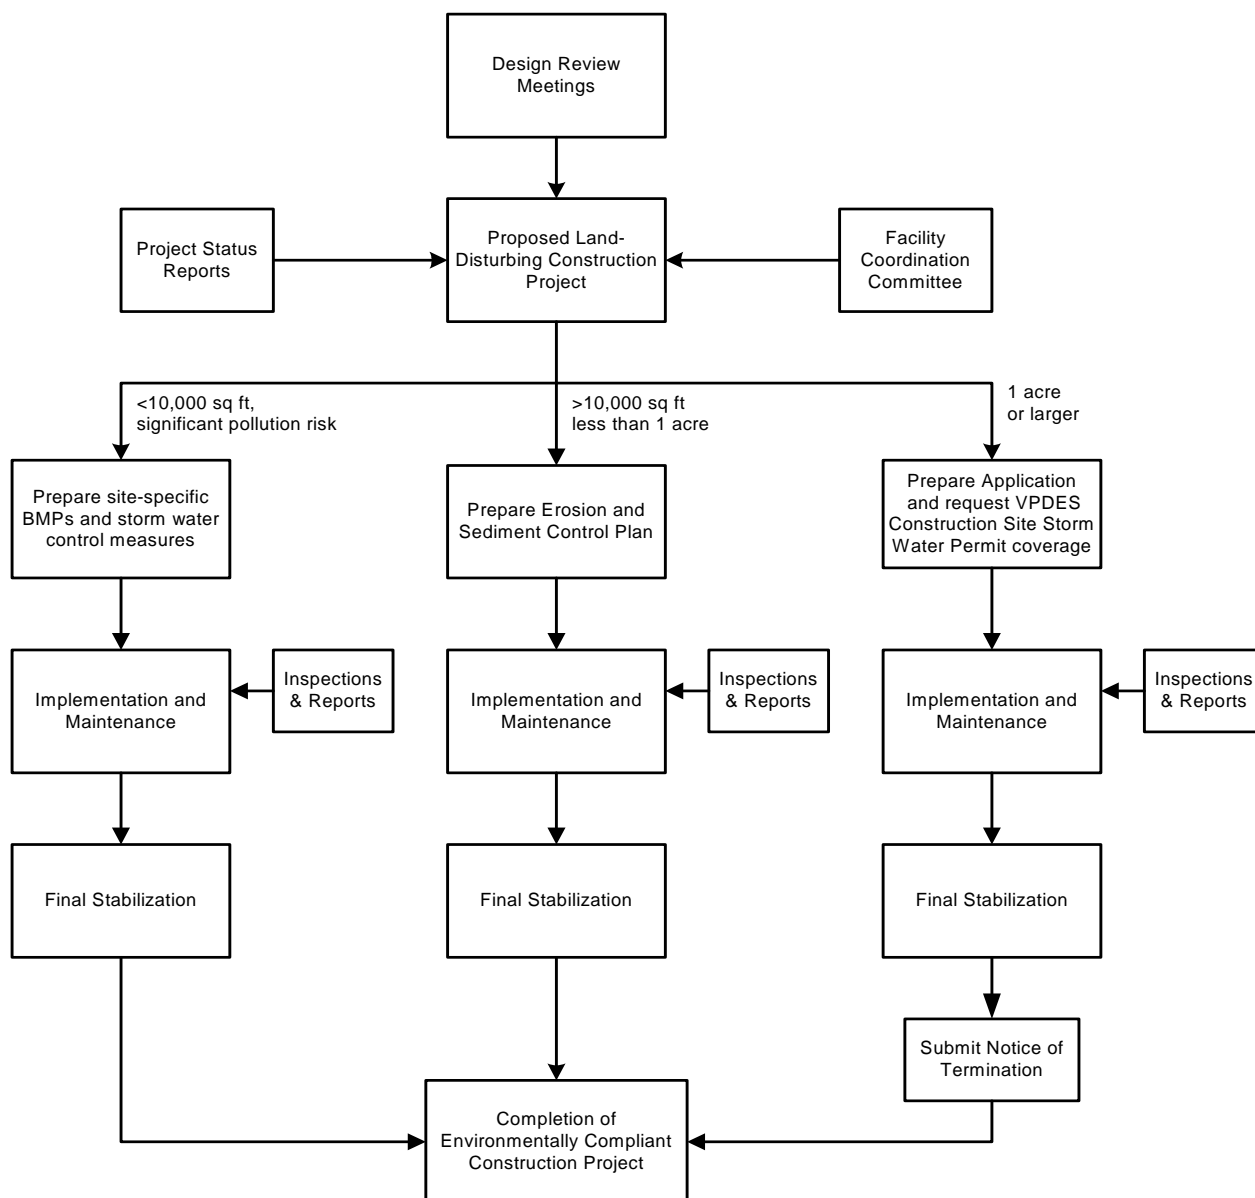 Design Review
Meetings
Project Status
Reports
Proposed Land-
Disturbing Construction
Project
Facility
Coordination
Committee
<10,000 sq ft,
significant pollution risk
>10,000 sq ft
less than 1 acre
1 acre
or larger
Prepare site-specific
BMPs and storm water
control measures
Prepare Erosion and
Sediment Control Plan
Prepare Application
and request VPDES
Construction Site Storm
Water Permit coverage
Implementation and
Maintenance
Inspections
& Reports
Implementation and
Maintenance
Inspections
& Reports
Implementation and
Maintenance
Inspections
& Reports
Final Stabilization
Final Stabilization
Final Stabilization
Submit Notice of
Termination
Completion of
Environmentally Compliant
Construction Project